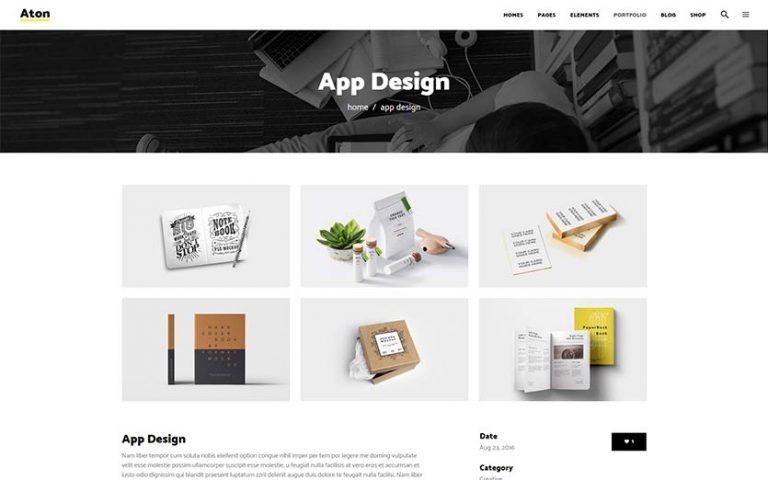 Aton
HOMES PAGES ELEMENTS PORTFOLIO BLOG SHOP
App Design
home / app design
NOTE
BOOK
App Design
Nam liber tempor cum soluta nobis eleifend option congue nihil imper per tem por legere me doming vulputate
velit esse molestie possim ullamcorper suscipit esse molestie, u feugiat nulla facilisis at vero eros et accumsan et
iusto odio dignissim qui blandit praesent luptatum zzril delenit augue duis dolore te feugait nulla facilisi. Nam liber
Date
Aug 23, 2016
1
Category
Creative